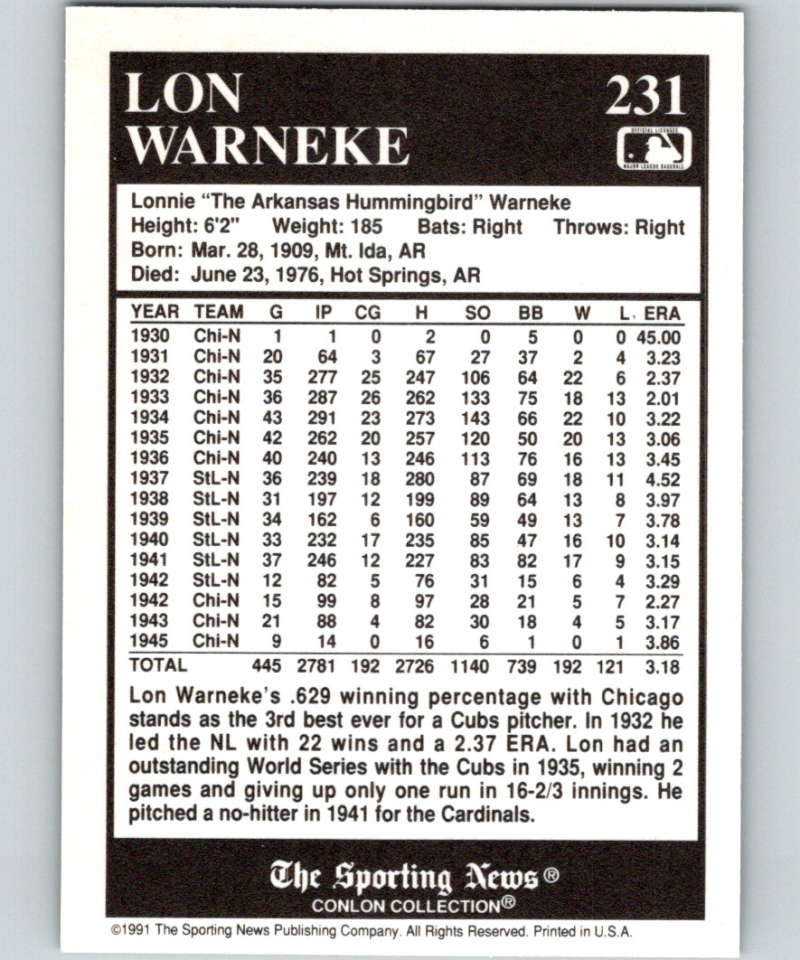 LON 231
WARNEKE
OFFICIAL LICENSEE
MAJOR LEAGUE BASEBALL
Lonnie "The Arkansas Hummingbird" Warneke
Height: 6'2" Weight: 185 Bats: Right Throws: Right
Born: Mar. 28, 1909, Mt. Ida, AR
Died: June 23, 1976, Hot Springs, AR
YEAR TEAM G IP CG H SO BB W L ERA
1930 Chi-N 1 1 0 2 0 5 0 0 45.00
1931 Chi-N 20 64 3 67 27 37 2 4 3.23
1932 Chi-N 35 277 25 247 106 64 22 6 2.37
1933 Chi-N 36 287 26 262 133 75 18 13 2.01
1934 Chi-N 43 291 23 273 143 66 22 10 3.22
1935 Chi-N 42 262 20 257 120 50 20 13 3.06
1936 Chi-N 40 240 13 246 113 76 16 13 3.45
1937 StL-N 36 239 18 280 87 69 18 11 4.52
1938 StL-N 31 197 12 199 89 64 13 8 3.97
1939 StL-N 34 162 6 160 59 49 13 7 3.78
1940 StL-N 33 232 17 235 85 47 16 10 3.14
1941 StL-N 37 246 12 227 83 82 17 9 3.15
1942 StL-N 12 82 5 76 31 15 6 4 3.29
1942 Chi-N 15 99 8 97 28 21 5 7 2.27
1943 Chi-N 21 88 4 82 30 18 4 5 3.17
1945 Chi-N 9 14 0 16 6 1 0 1 3.86
TOTAL 445 2781 192 2726 1140 739 192 121 3.18
Lon Warneke's .629 winning percentage with Chicago
stands as the 3rd best ever for a Cubs pitcher. In 1932 he
led the NL with 22 wins and a 2.37 ERA. Lon had an
outstanding World Series with the Cubs in 1935, winning 2
games and giving up only one run in 16-2/3 innings. He
pitched a no-hitter in 1941 for the Cardinals.
The Sporting News®
CONLON COLLECTION®
©1991 The Sporting News Publishing Company. All Rights Reserved. Printed in U.S.A.